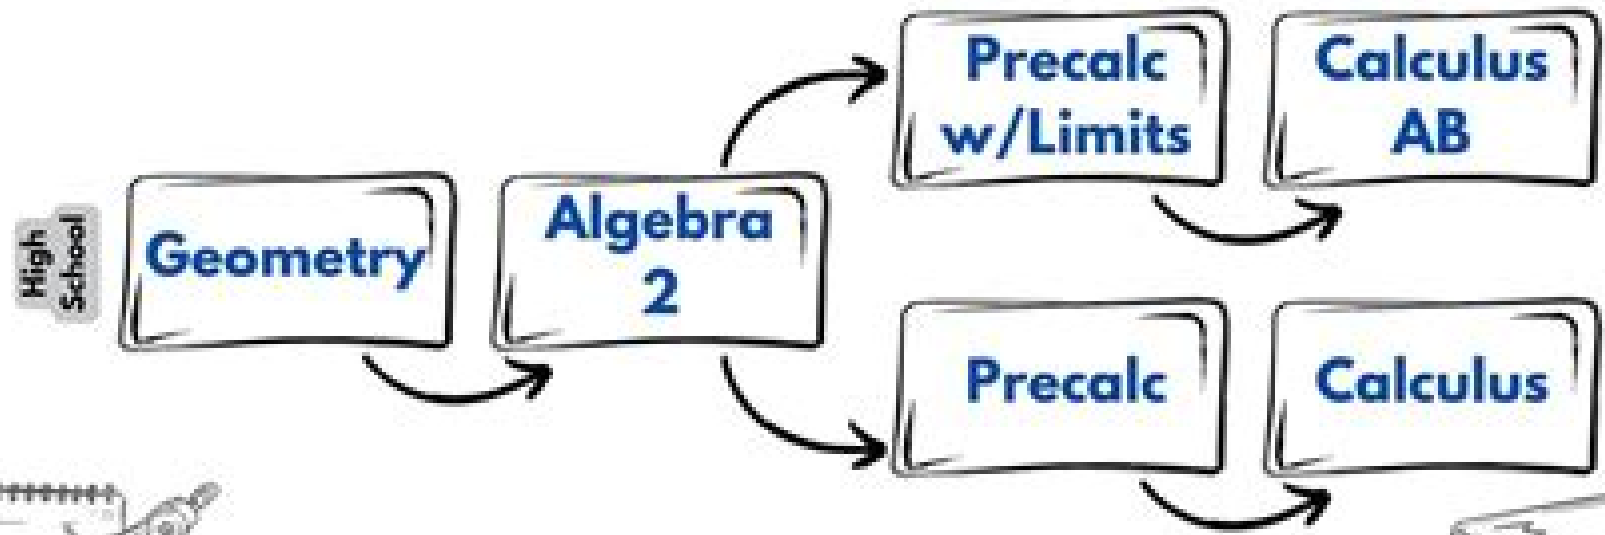 High
School
Geometry
Algebra
2
Precalc
w/Limits
Calculus
AB
Precalc
Calculus